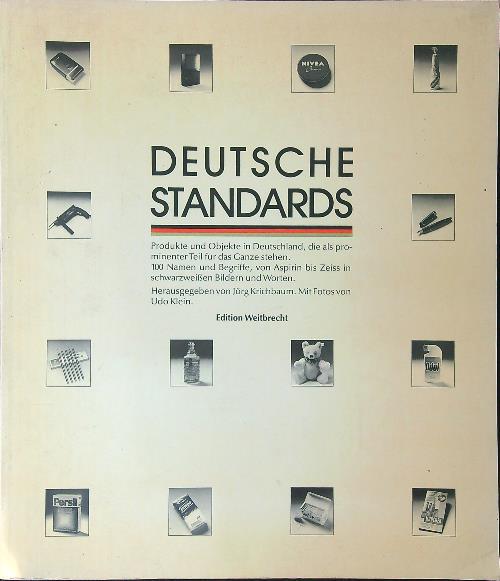 NIVEA
Creme
DEUTSCHE
STANDARDS
Produkte und Objekte in Deutschland, die als pro-
minenter Teil für das Ganze stehen.
100 Namen und Begriffe, von Aspirin bis Zeiss in
schwarzweißen Bildern und Worten.
Herausgegeben von Jörg Krichbaum. Mit Fotos von
Udo Klein.
Edition Weitbrecht
Persil